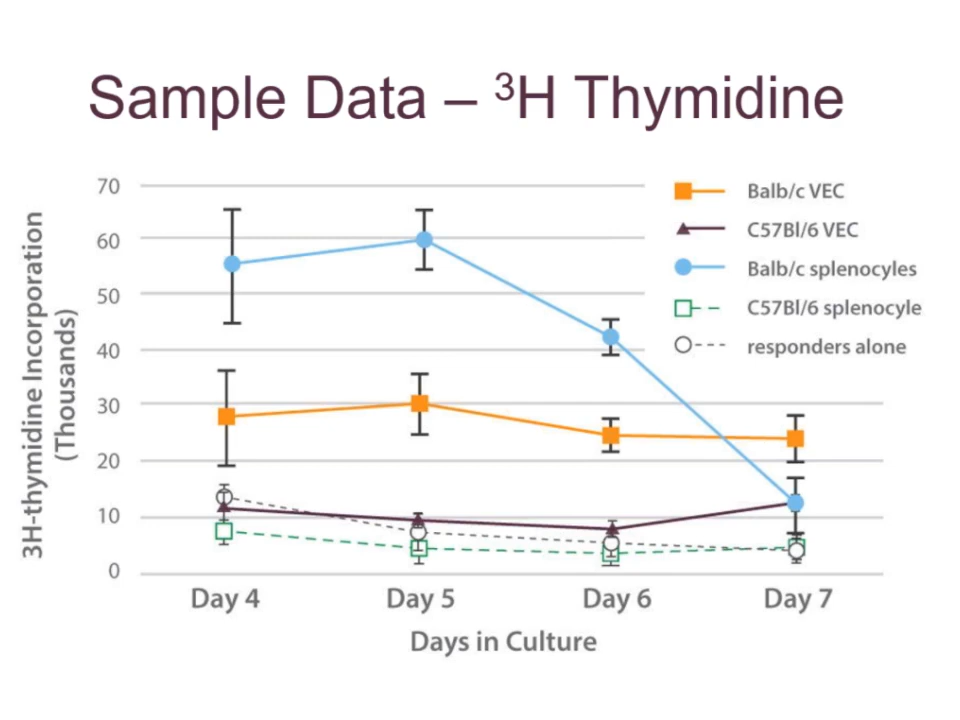 Sample Data – ³H Thymidine
3H-thymidine Incorporation
(Thousands)
70
60
50
40
30
20
10
0
Balb/c VEC
C57Bl/6 VEC
Balb/c splenocyles
C57Bl/6 splenocyle
responders alone
Day 4 Day 5 Day 6 Day 7
Days in Culture